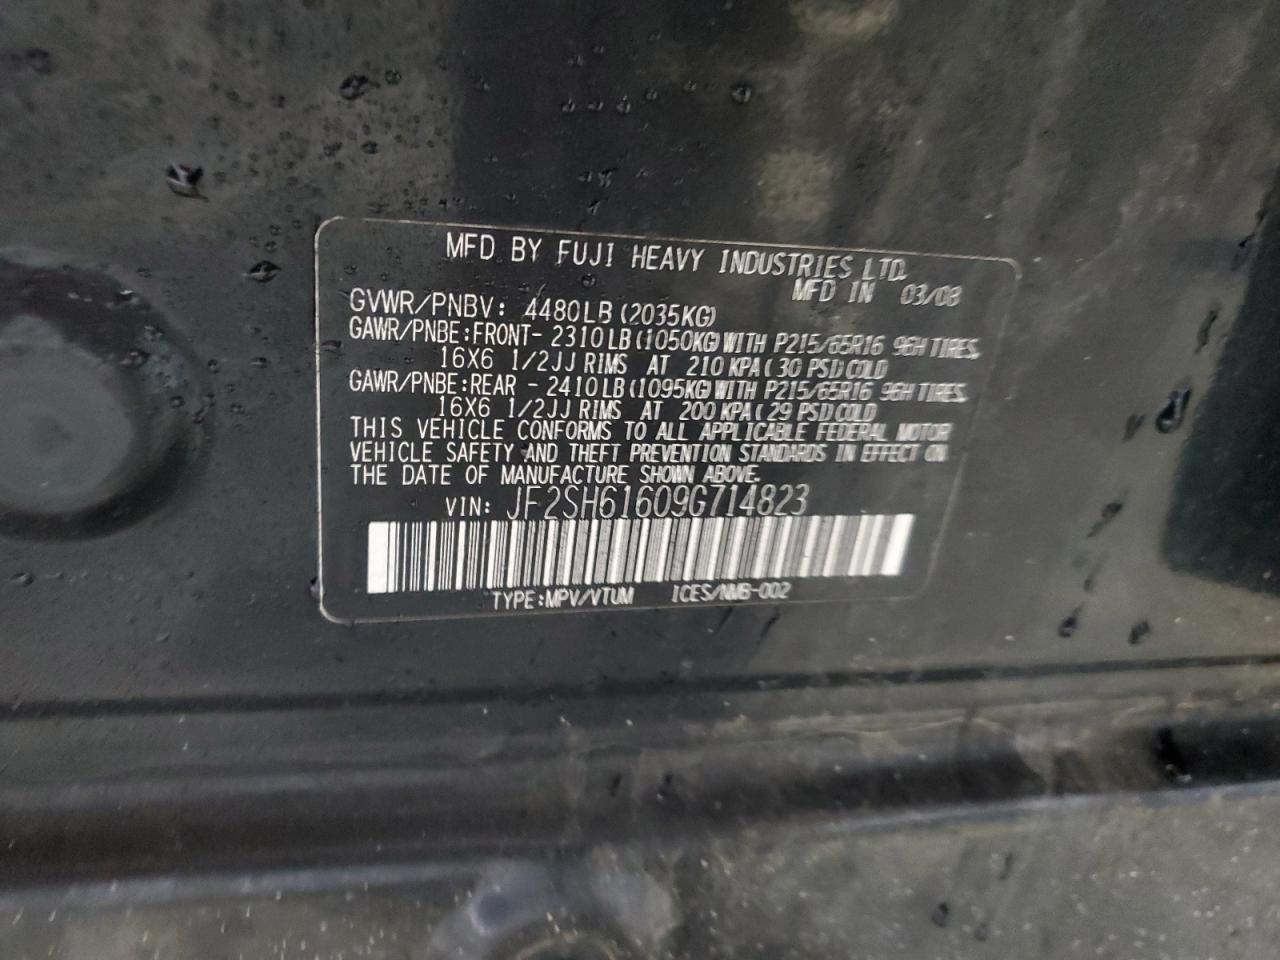 MFD BY FUJI HEAVY INDUSTRIES LTD.
MFD IN 03/08
GVWR/PNBV: 4480LB (2035KG)
GAWR/PNBE:FRONT- 2310LB (1050KG) WITH P215/65R16 96H TIRES,
16X6 1/2JJ RIMS AT 210 KPA (30 PSI) COLD
GAWR/PNBE:REAR - 2410LB (1095KG) WITH P215/65R16 96H TIRES,
16X6 1/2JJ RIMS AT 200 KPA (29 PSI) COLD
THIS VEHICLE CONFORMS TO ALL APPLICABLE FEDERAL MOTOR
VEHICLE SAFETY AND THEFT PREVENTION STANDARDS IN EFFECT ON
THE DATE OF MANUFACTURE SHOWN ABOVE.
VIN: JF2SH61609G714823
TYPE:MPV/VTUM ICES/NMB-002